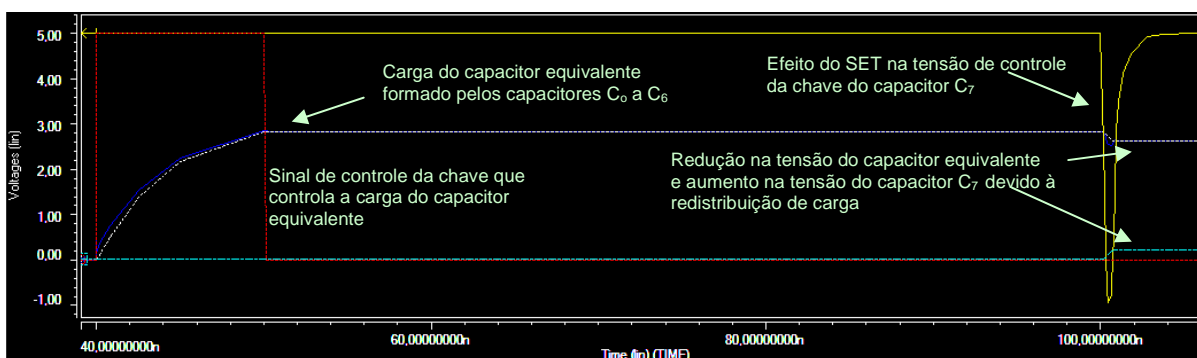 5,00
4,00
3,00
2,00
1,00
0,00
-1,00
Voltages (lin)
Carga do capacitor equivalente
formado pelos capacitores Co a C6
Sinal de controle da chave que
controla a carga do capacitor
equivalente
Efeito do SET na tensão de controle
da chave do capacitor C7
Redução na tensão do capacitor equivalente
e aumento na tensão do capacitor C7 devido à
redistribuição de carga
40,00000000n
60,00000000n
80,00000000n
100,00000000n
Time (lin) (TIME)